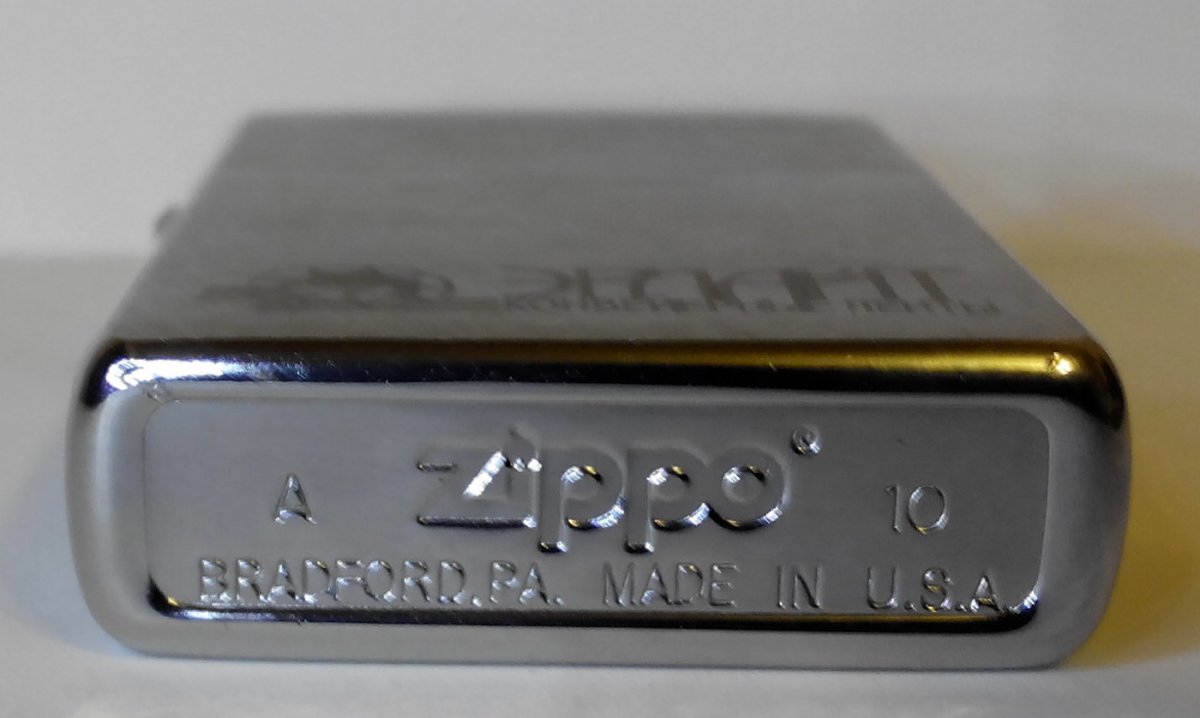 A Zippo® 10
BRADFORD, PA. MADE IN U.S.A.